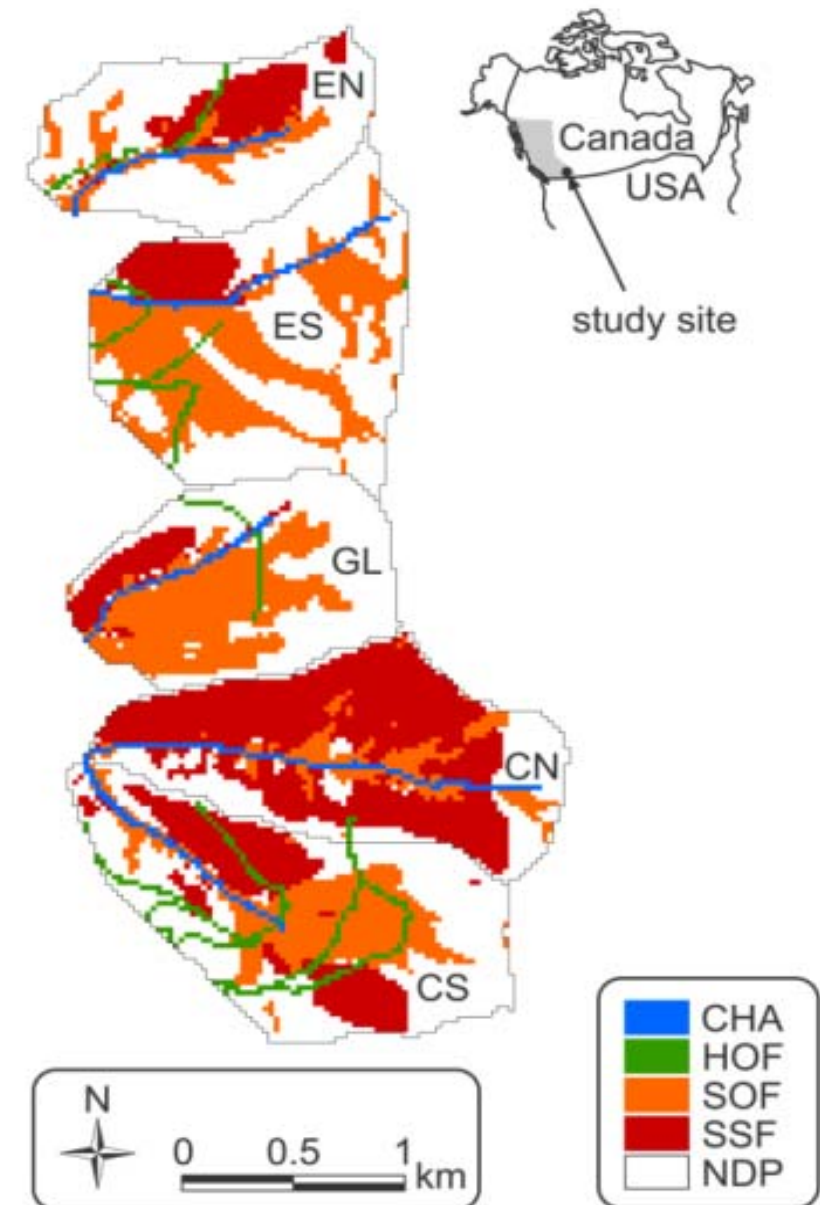 EN
Canada
USA
study site
ES
GL
CN
CS
CHA
HOF
SOF
SSF
NDP
N
0 0.5 1
km